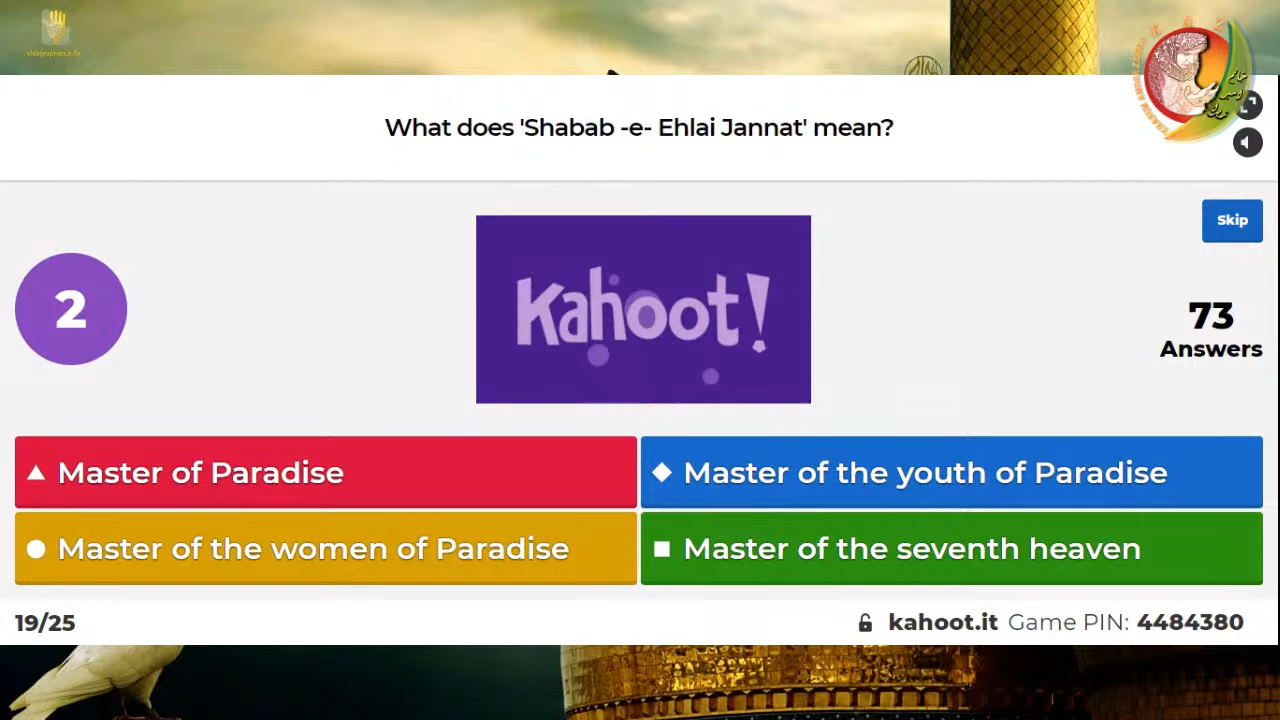 shiagraphics.info
What does 'Shabab -e- Ehlai Jannat' mean?
Skip
2
Kahoot!
73
Answers
Master of Paradise
Master of the youth of Paradise
Master of the women of Paradise
Master of the seventh heaven
19/25
kahoot.it Game PIN: 4484380